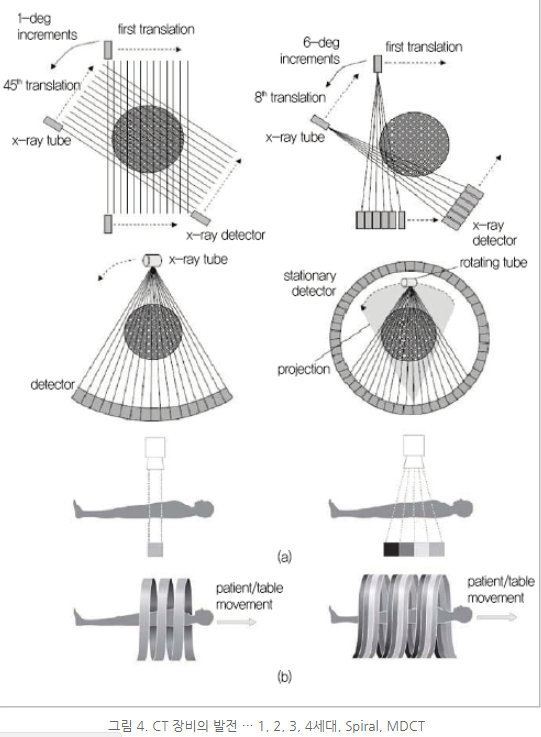 1-deg
increments
first translation
45th translation
x-ray tube
x-ray detector
6-deg
increments
first translation
8th translation
x-ray tube
x-ray
detector
x-ray tube
detector
stationary
detector
rotating tube
projection
(a)
patient/table
movement
patient/table
movement
(b)
그림 4. CT 장비의 발전 … 1, 2, 3, 4세대, Spiral, MDCT